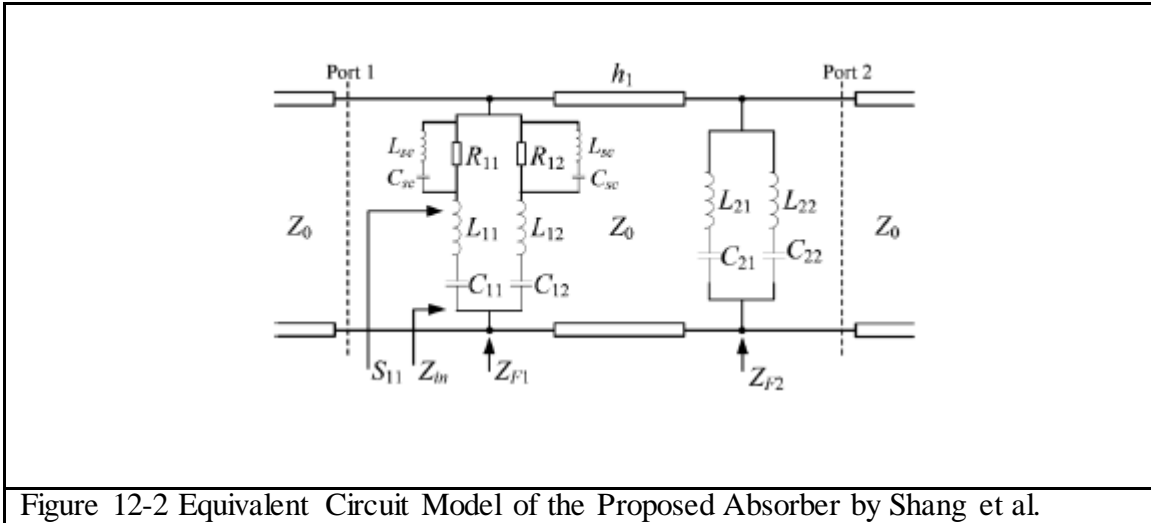 Port 1
h1
Port 2
Lsc
R11
R12
Lsc
Csc
Csc
L11
L12
L21
L22
Z0
Z0
Z0
C21
C22
C11
C12
S11
Zin
ZF1
ZF2
Figure 12-2 Equivalent Circuit Model of the Proposed Absorber by Shang et al.